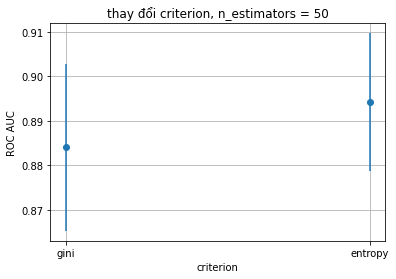 thay đổi criterion, n_estimators = 50
0.91
0.90
0.89
0.88
0.87
ROC AUC
gini
entropy
criterion